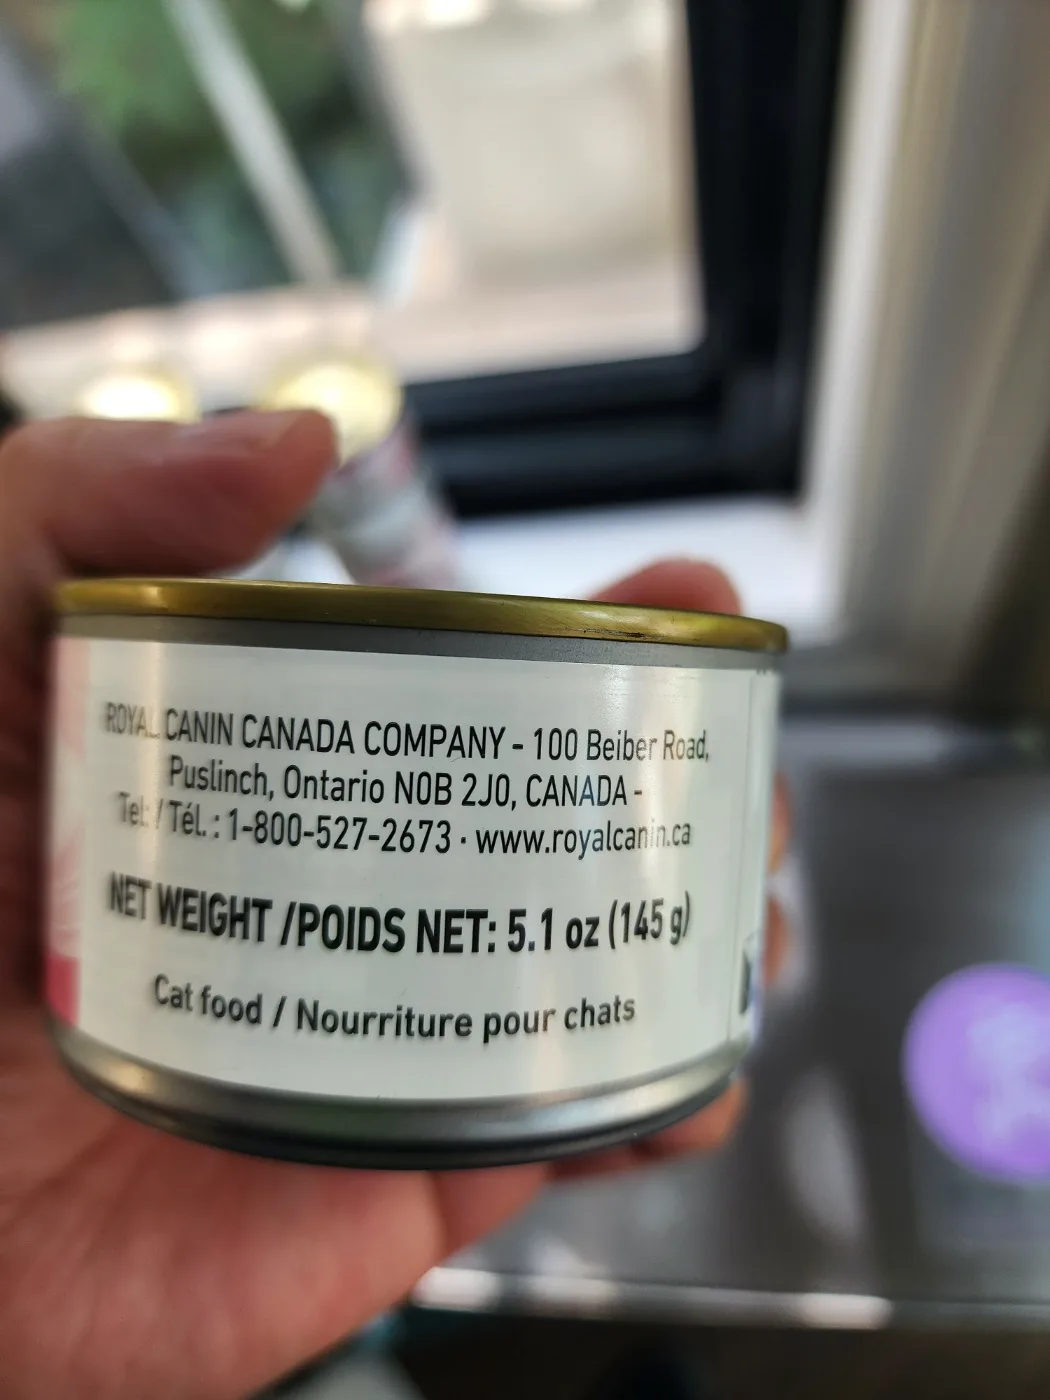 ROYAL CANIN CANADA COMPANY - 100 Beiber Road,
Puslinch, Ontario N0B 2J0, CANADA -
Tel: / Tél. : 1-800-527-2673 · www.royalcanin.ca
NET WEIGHT /POIDS NET: 5.1 oz (145 g)
Cat food / Nourriture pour chats